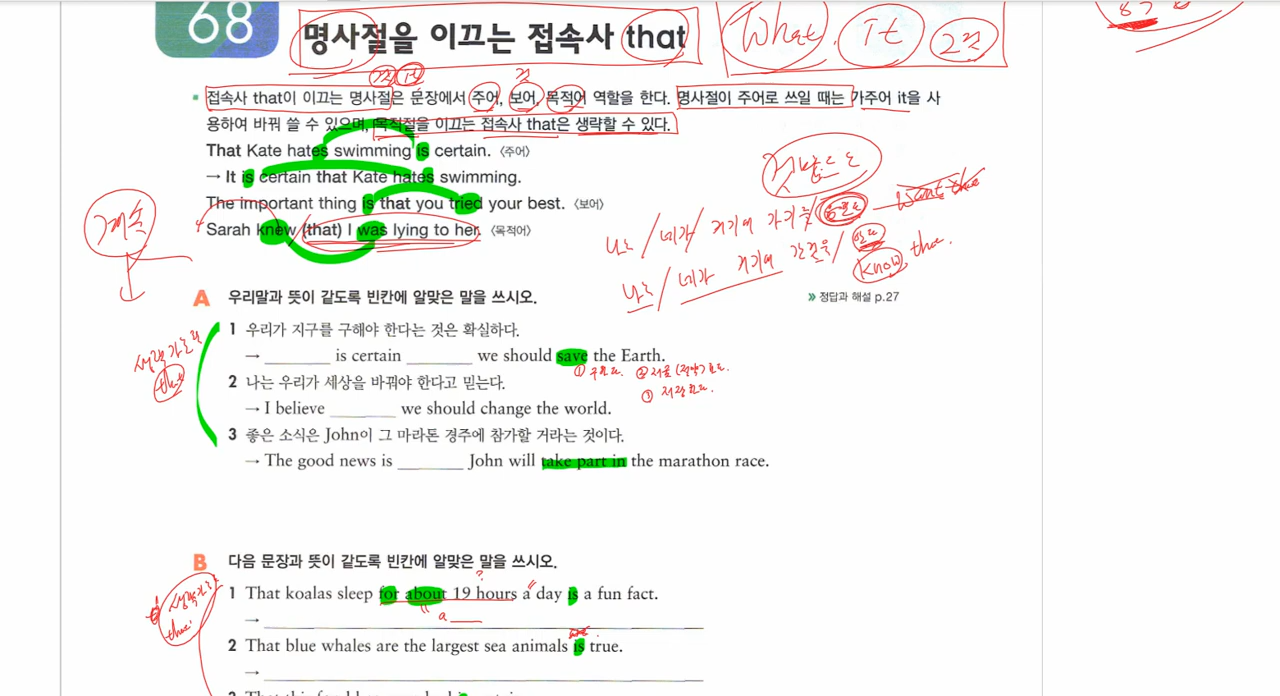 68
명사절을 이끄는 접속사 that
What, It 2것
접속사 that이 이끄는 명사절은 문장에서 주어, 보어, 목적어 역할을 한다. 명사절이 주어로 쓰일 때는 가주어 it을 사
용하여 바꿔 쓸 수 있으며, 목적절을 이끄는 접속사 that은 생략할 수 있다.
That Kate hates swimming is certain. 〈주어〉
→ It is certain that Kate hates swimming.
The important thing is that you tried your best. 〈보어〉
Sarah knew (that) I was lying to her. 〈목적어〉
계속
나는 / 네가 / 거기에 가기를 원한다 want that
나는 / 네가 거기에 간것을 / 안다
know that.
» 정답과 해설 p.27
A 우리말과 뜻이 같도록 빈칸에 알맞은 말을 쓰시오.
생략가능한
that
1 우리가 지구를 구해야 한다는 것은 확실하다.
→ ________ is certain ________ we should save the Earth.
① 구하다.
③ 저장하다.
2 나는 우리가 세상을 바꿔야 한다고 믿는다.
→ I believe ________ we should change the world.
3 좋은 소식은 John이 그 마라톤 경주에 참가할 거라는 것이다.
→ The good news is ________ John will take part in the marathon race.
B 다음 문장과 뜻이 같도록 빈칸에 알맞은 말을 쓰시오.
생략가능
that
1 That koalas sleep for about 19 hours a day is a fun fact.
a
→
2 That blue whales are the largest sea animals is true.
→